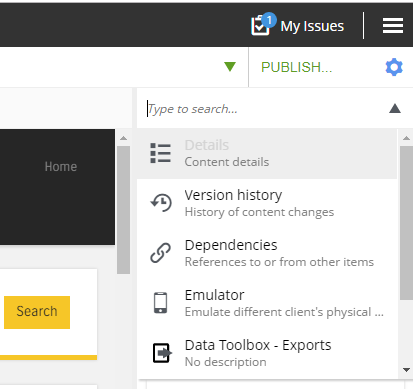 1 My Issues
PUBLISH...
Type to search...
Home
Details
Content details
Version history
History of content changes
Dependencies
References to or from other items
Emulator
Emulate different client's physical ...
Search
Data Toolbox - Exports
No description